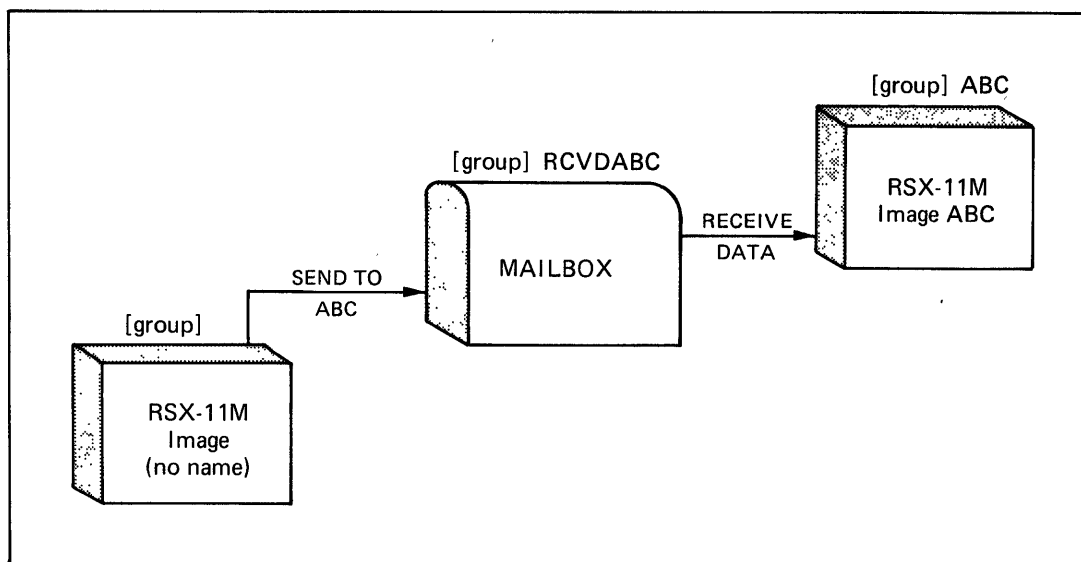 [group] ABC
RSX-11M
Image ABC
[group] RCVDABC
MAILBOX
RECEIVE
DATA
SEND TO
ABC
[group]
RSX-11M
Image
(no name)